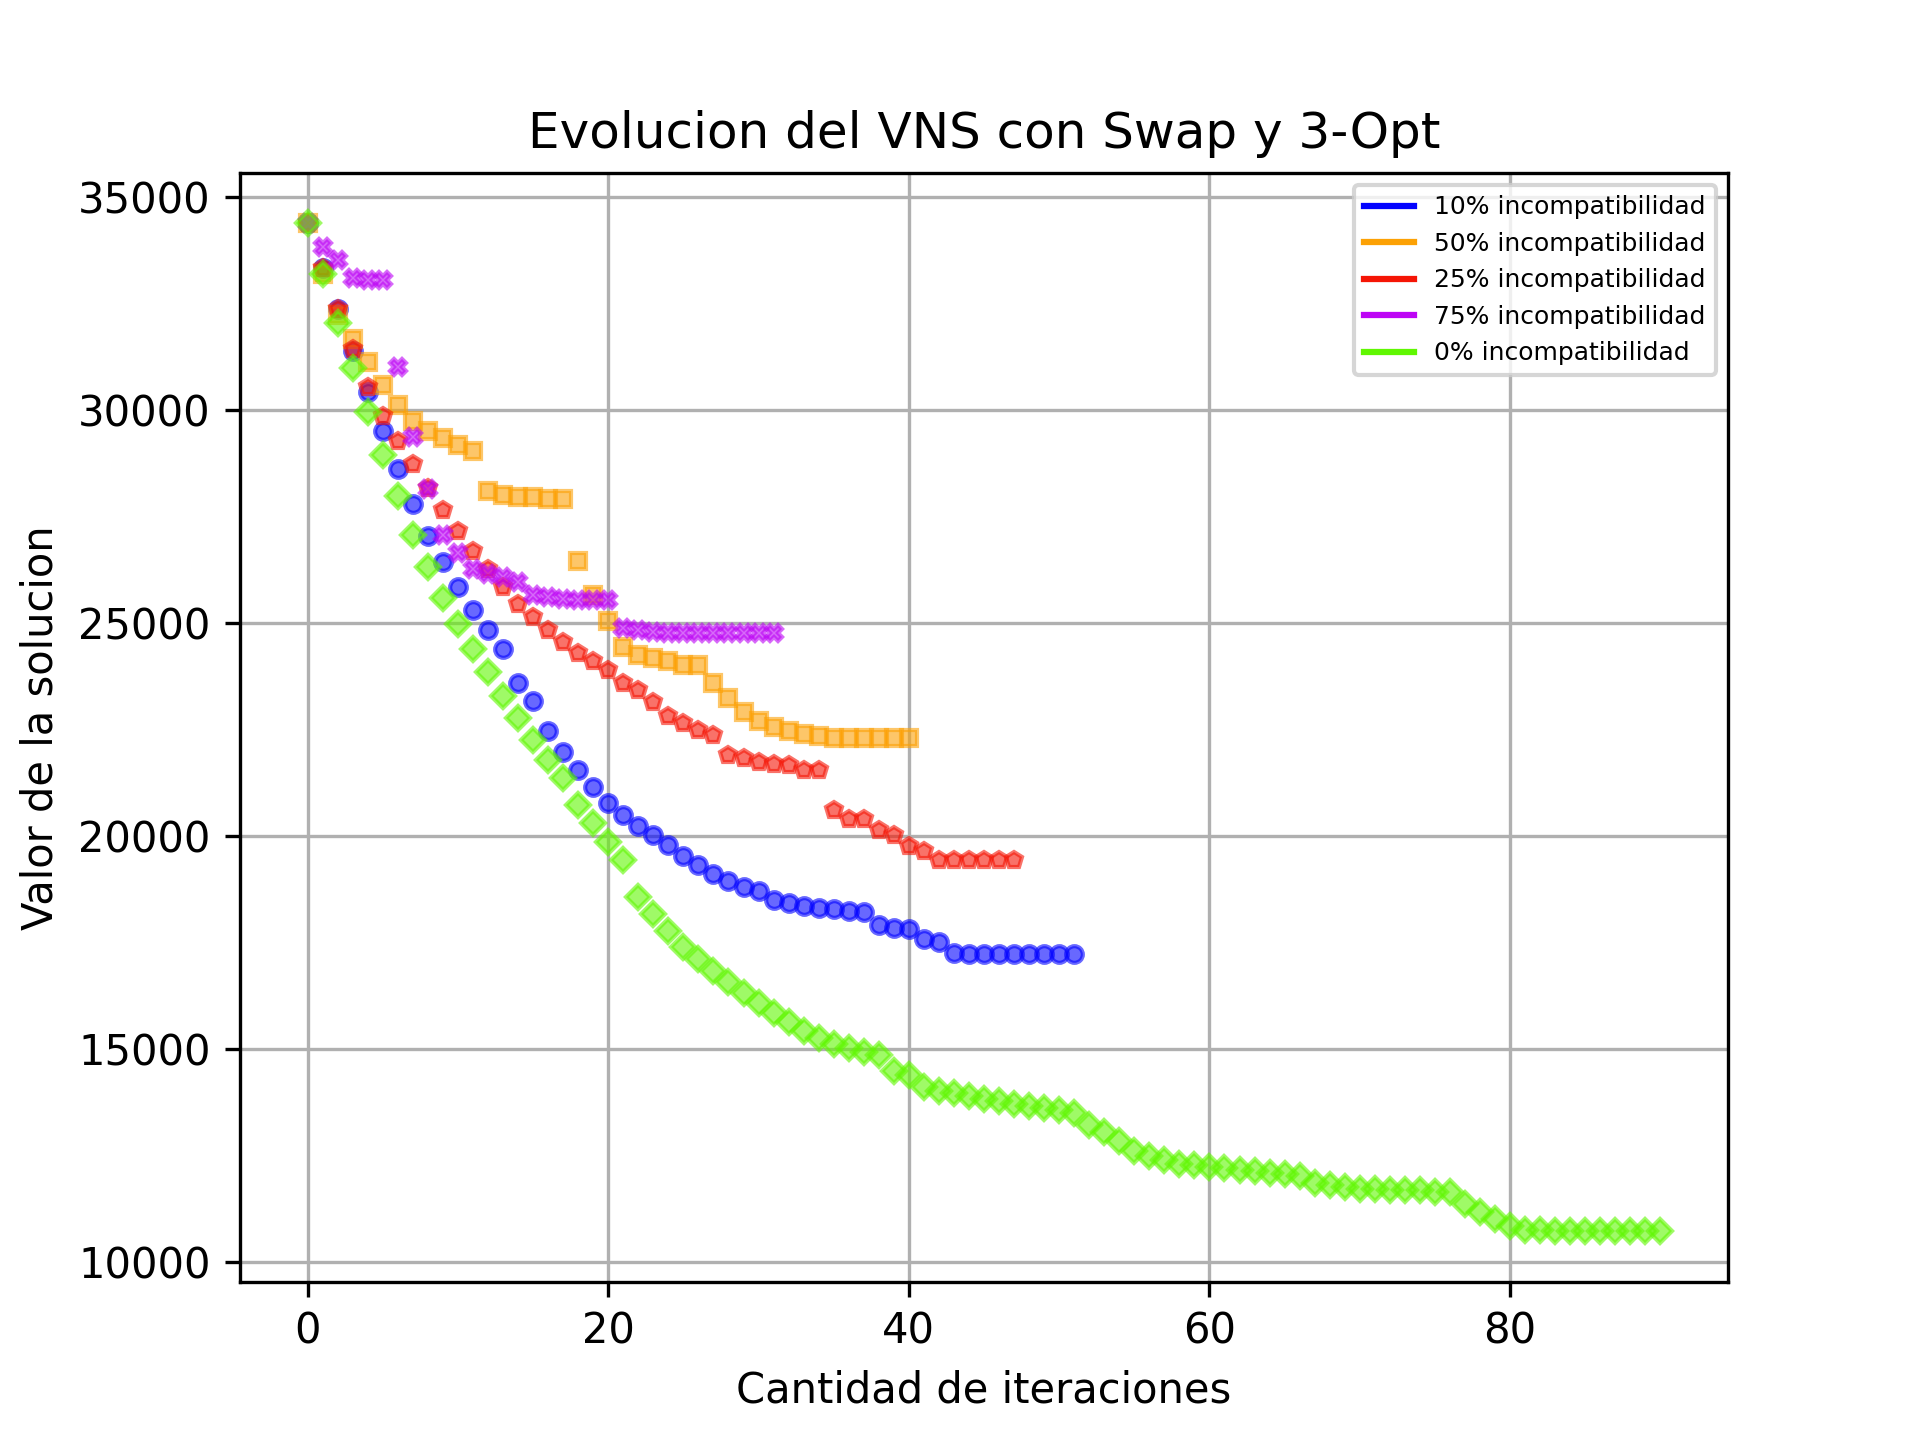 Evolucion del VNS con Swap y 3-Opt
35000
30000
25000
20000
15000
10000
Valor de la solucion
10% incompatibilidad
50% incompatibilidad
25% incompatibilidad
75% incompatibilidad
0% incompatibilidad
0
20
40
60
80
Cantidad de iteraciones